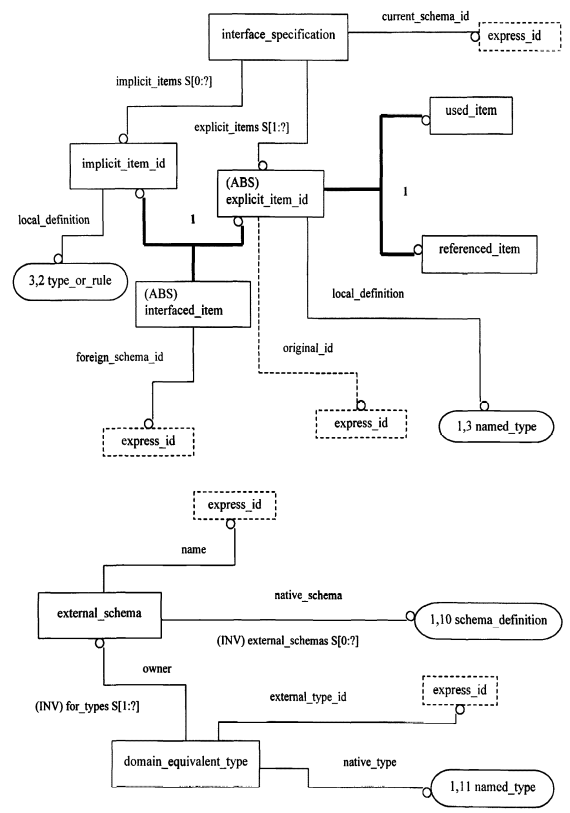 current_schema_id
interface_specification
express_id
implicit_items S[0:?]
used_item
explicit_items S[1:?]
implicit_item_id
(ABS)
explicit_item_id
1
1
local_definition
referenced_item
3,2 type_or_rule
(ABS)
interfaced_item
local_definition
foreign_schema_id
original_id
express_id
express_id
1,3 named_type
express_id
name
native_schema
external_schema
1,10 schema_definition
(INV) external_schemas S[0:?]
owner
external_type_id
express_id
(INV) for_types S[1:?]
domain_equivalent_type
native_type
1,11 named_type